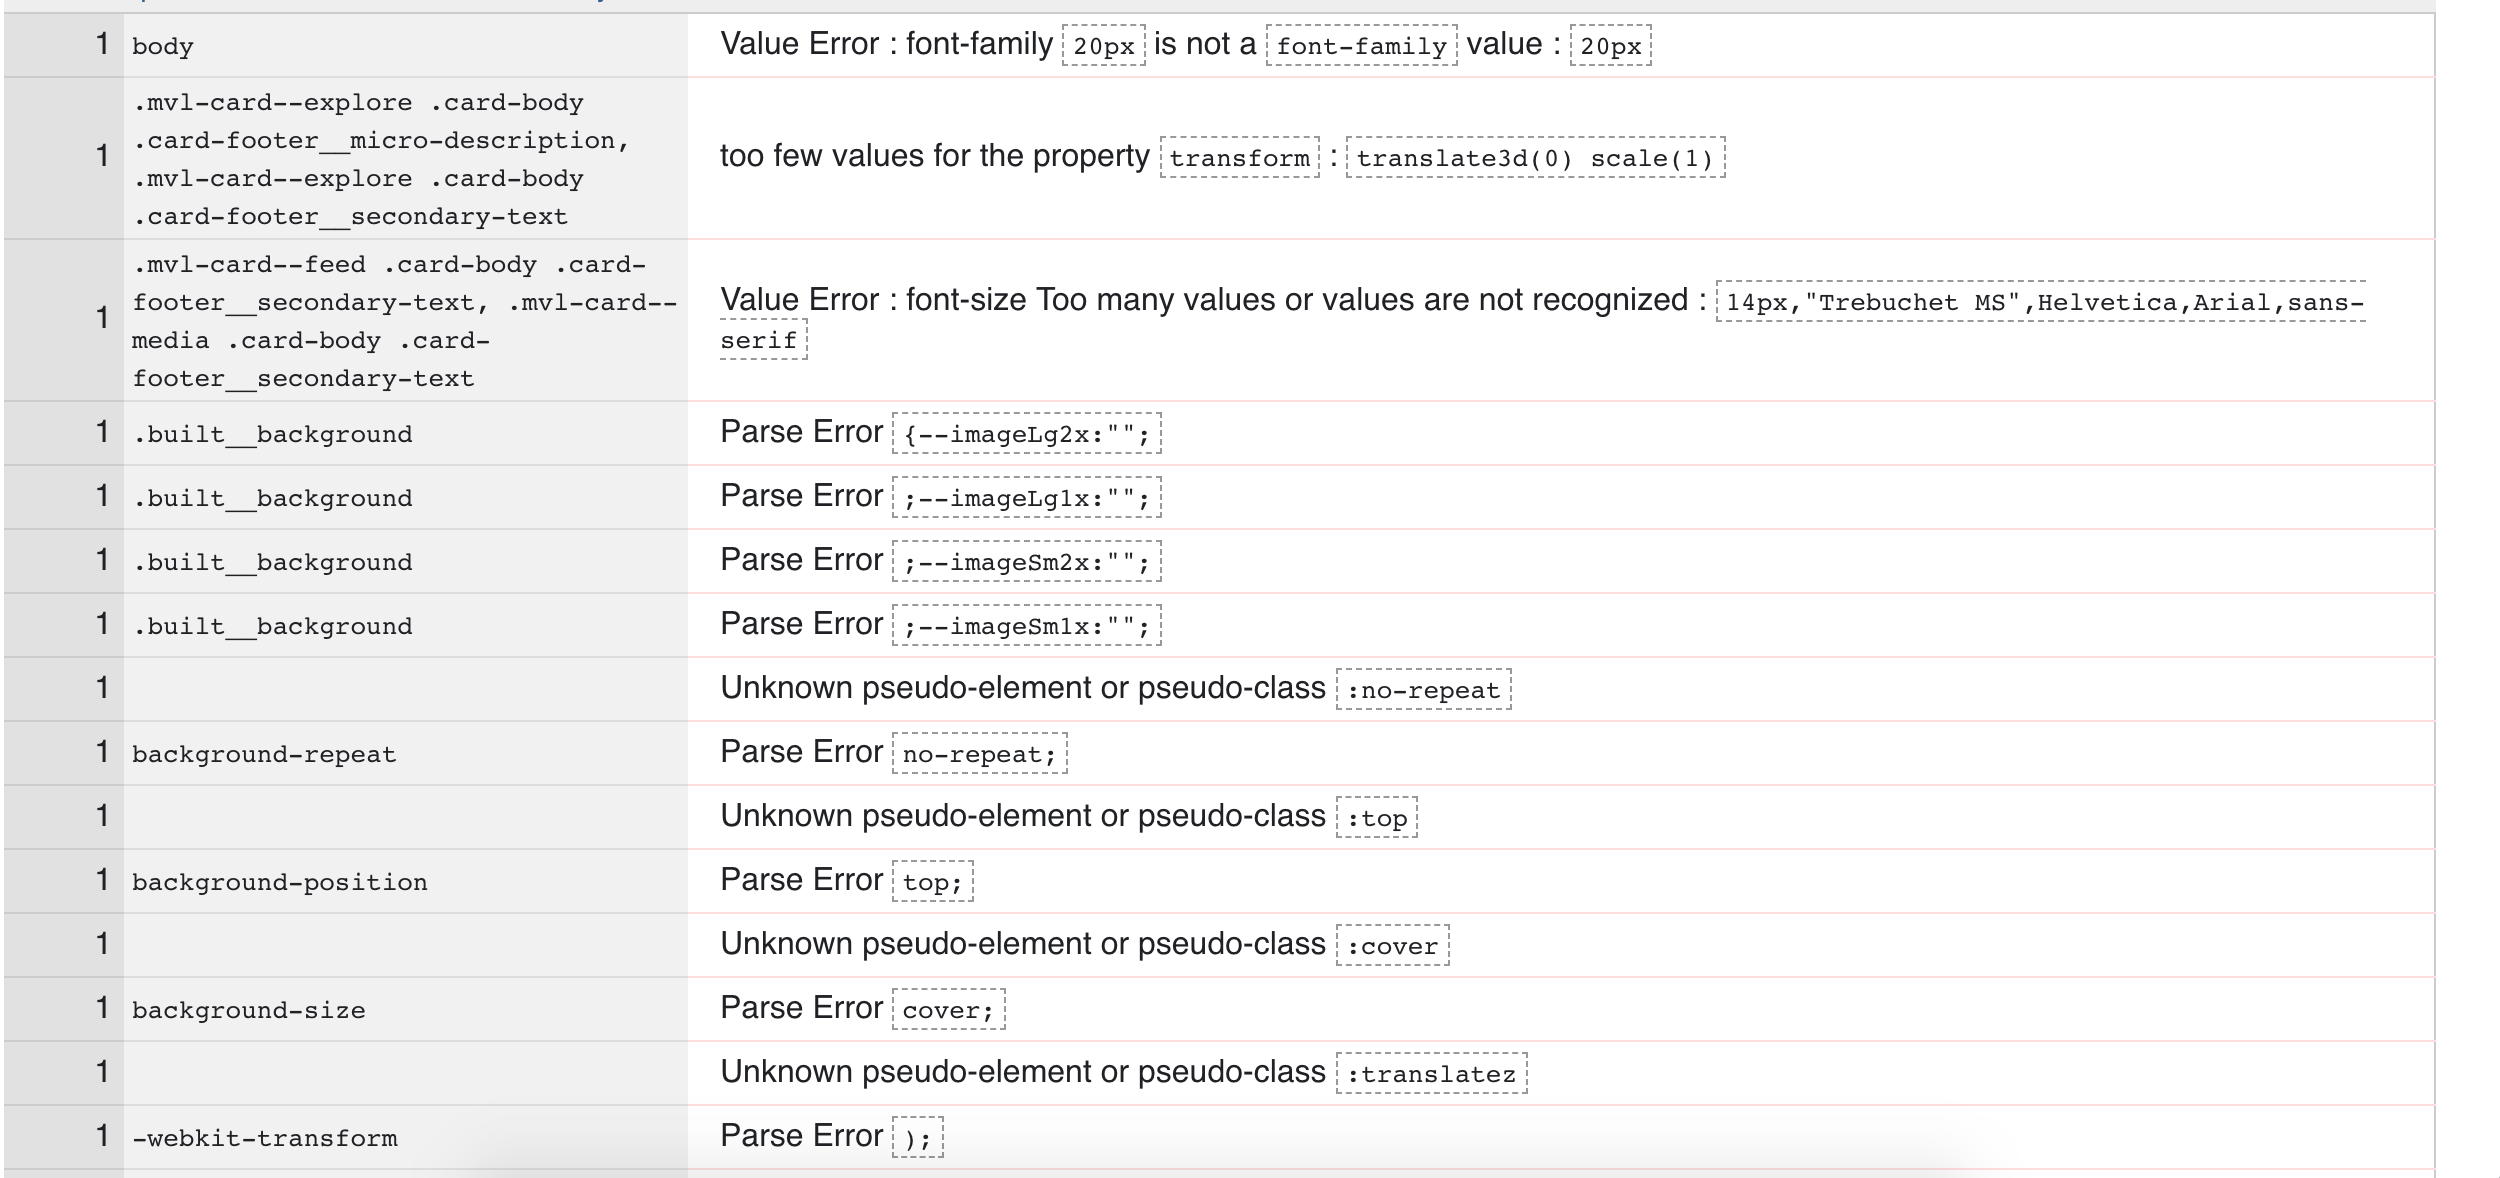 1 body Value Error : font-family 20px is not a font-family value : 20px
.mvl-card--explore .card-body
.card-footer__micro-description,
1 too few values for the property transform : translate3d(0) scale(1)
.mvl-card--explore .card-body
.card-footer__secondary-text
.mvl-card--feed .card-body .card-
footer__secondary-text, .mvl-card--
1 Value Error : font-size Too many values or values are not recognized : 14px,"Trebuchet MS",Helvetica,Arial,sans-
media .card-body .card-
serif
footer__secondary-text
1 .built__background Parse Error {--imageLg2x:"";
1 .built__background Parse Error ;--imageLg1x:"";
1 .built__background Parse Error ;--imageSm2x:"";
1 .built__background Parse Error ;--imageSm1x:"";
1 Unknown pseudo-element or pseudo-class :no-repeat
1 background-repeat Parse Error no-repeat;
1 Unknown pseudo-element or pseudo-class :top
1 background-position Parse Error top;
1 Unknown pseudo-element or pseudo-class :cover
1 background-size Parse Error cover;
1 Unknown pseudo-element or pseudo-class :translatez
1 -webkit-transform Parse Error );